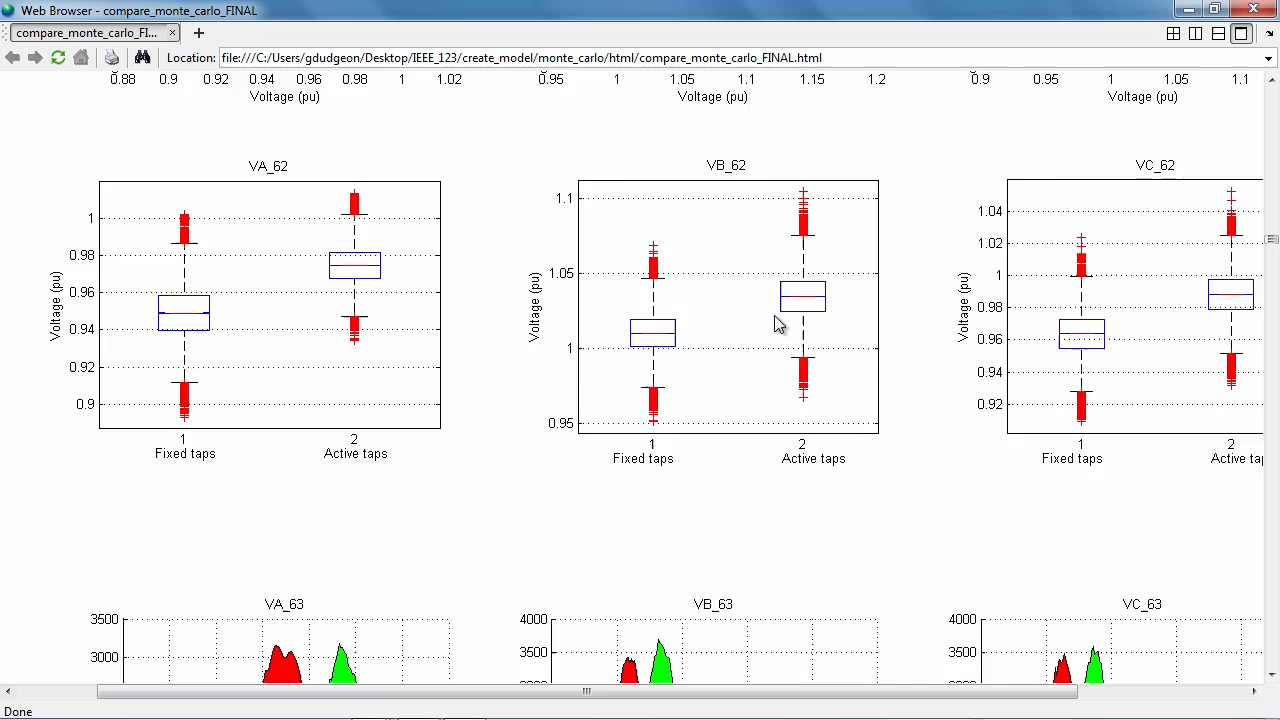 Web Browser - compare_monte_carlo_FINAL
compare_monte_carlo_FI...
Location: file:///C:/Users/gdudgeon/Desktop/IEEE_123/create_model/monte_carlo/html/compare_monte_carlo_FINAL.html
0.88 0.9 0.92 0.94 0.96 0.98 1 1.02
Voltage (pu)
0.95 1 1.05 1.1 1.15 1.2
Voltage (pu)
0.9 0.95 1 1.05 1.1
Voltage (pu)
VA_62
1
0.98
0.96
0.94
0.92
0.9
Voltage (pu)
1 2
Fixed taps Active taps
VB_62
1.1
1.05
1
0.95
Voltage (pu)
1 2
Fixed taps Active taps
VC_62
1.04
1.02
1
0.98
0.96
0.94
0.92
Voltage (pu)
1 2
Fixed taps Active tap
VA_63
3500
3000
VB_63
4000
3500
VC_63
4000
3500
Done